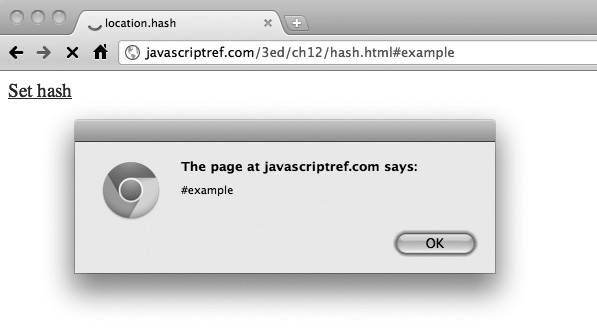 location.hash
javascriptref.com/3ed/ch12/hash.html#example
Set hash
The page at javascriptref.com says:
#example
OK